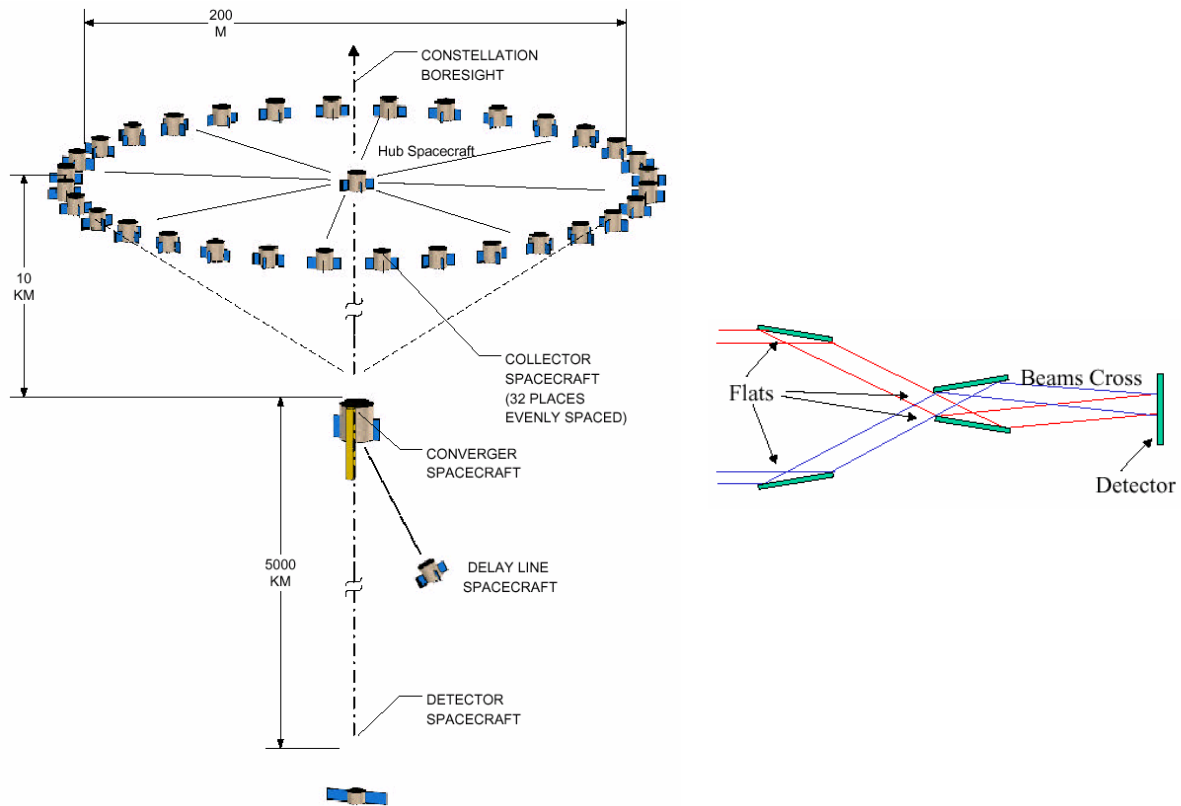 200
M
CONSTELLATION
BORESIGHT
Hub Spacecraft
10
KM
COLLECTOR
SPACECRAFT
(32 PLACES
EVENLY SPACED)
CONVERGER
SPACECRAFT
5000
KM
DELAY LINE
SPACECRAFT
DETECTOR
SPACECRAFT
Flats
Beams Cross
Detector